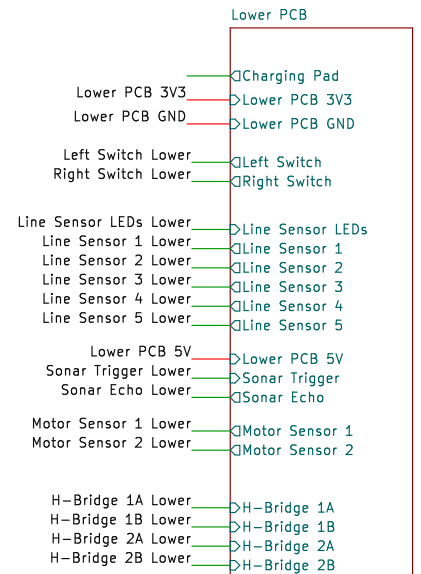 Lower PCB
Charging Pad
Lower PCB 3V3 Lower PCB 3V3
Lower PCB GND Lower PCB GND
Left Switch Lower Left Switch
Right Switch Lower Right Switch
Line Sensor LEDs Lower Line Sensor LEDs
Line Sensor 1 Lower Line Sensor 1
Line Sensor 2 Lower Line Sensor 2
Line Sensor 3 Lower Line Sensor 3
Line Sensor 4 Lower Line Sensor 4
Line Sensor 5 Lower Line Sensor 5
Lower PCB 5V Lower PCB 5V
Sonar Trigger Lower Sonar Trigger
Sonar Echo Lower Sonar Echo
Motor Sensor 1 Lower Motor Sensor 1
Motor Sensor 2 Lower Motor Sensor 2
H-Bridge 1A Lower H-Bridge 1A
H-Bridge 1B Lower H-Bridge 1B
H-Bridge 2A Lower H-Bridge 2A
H-Bridge 2B Lower H-Bridge 2B